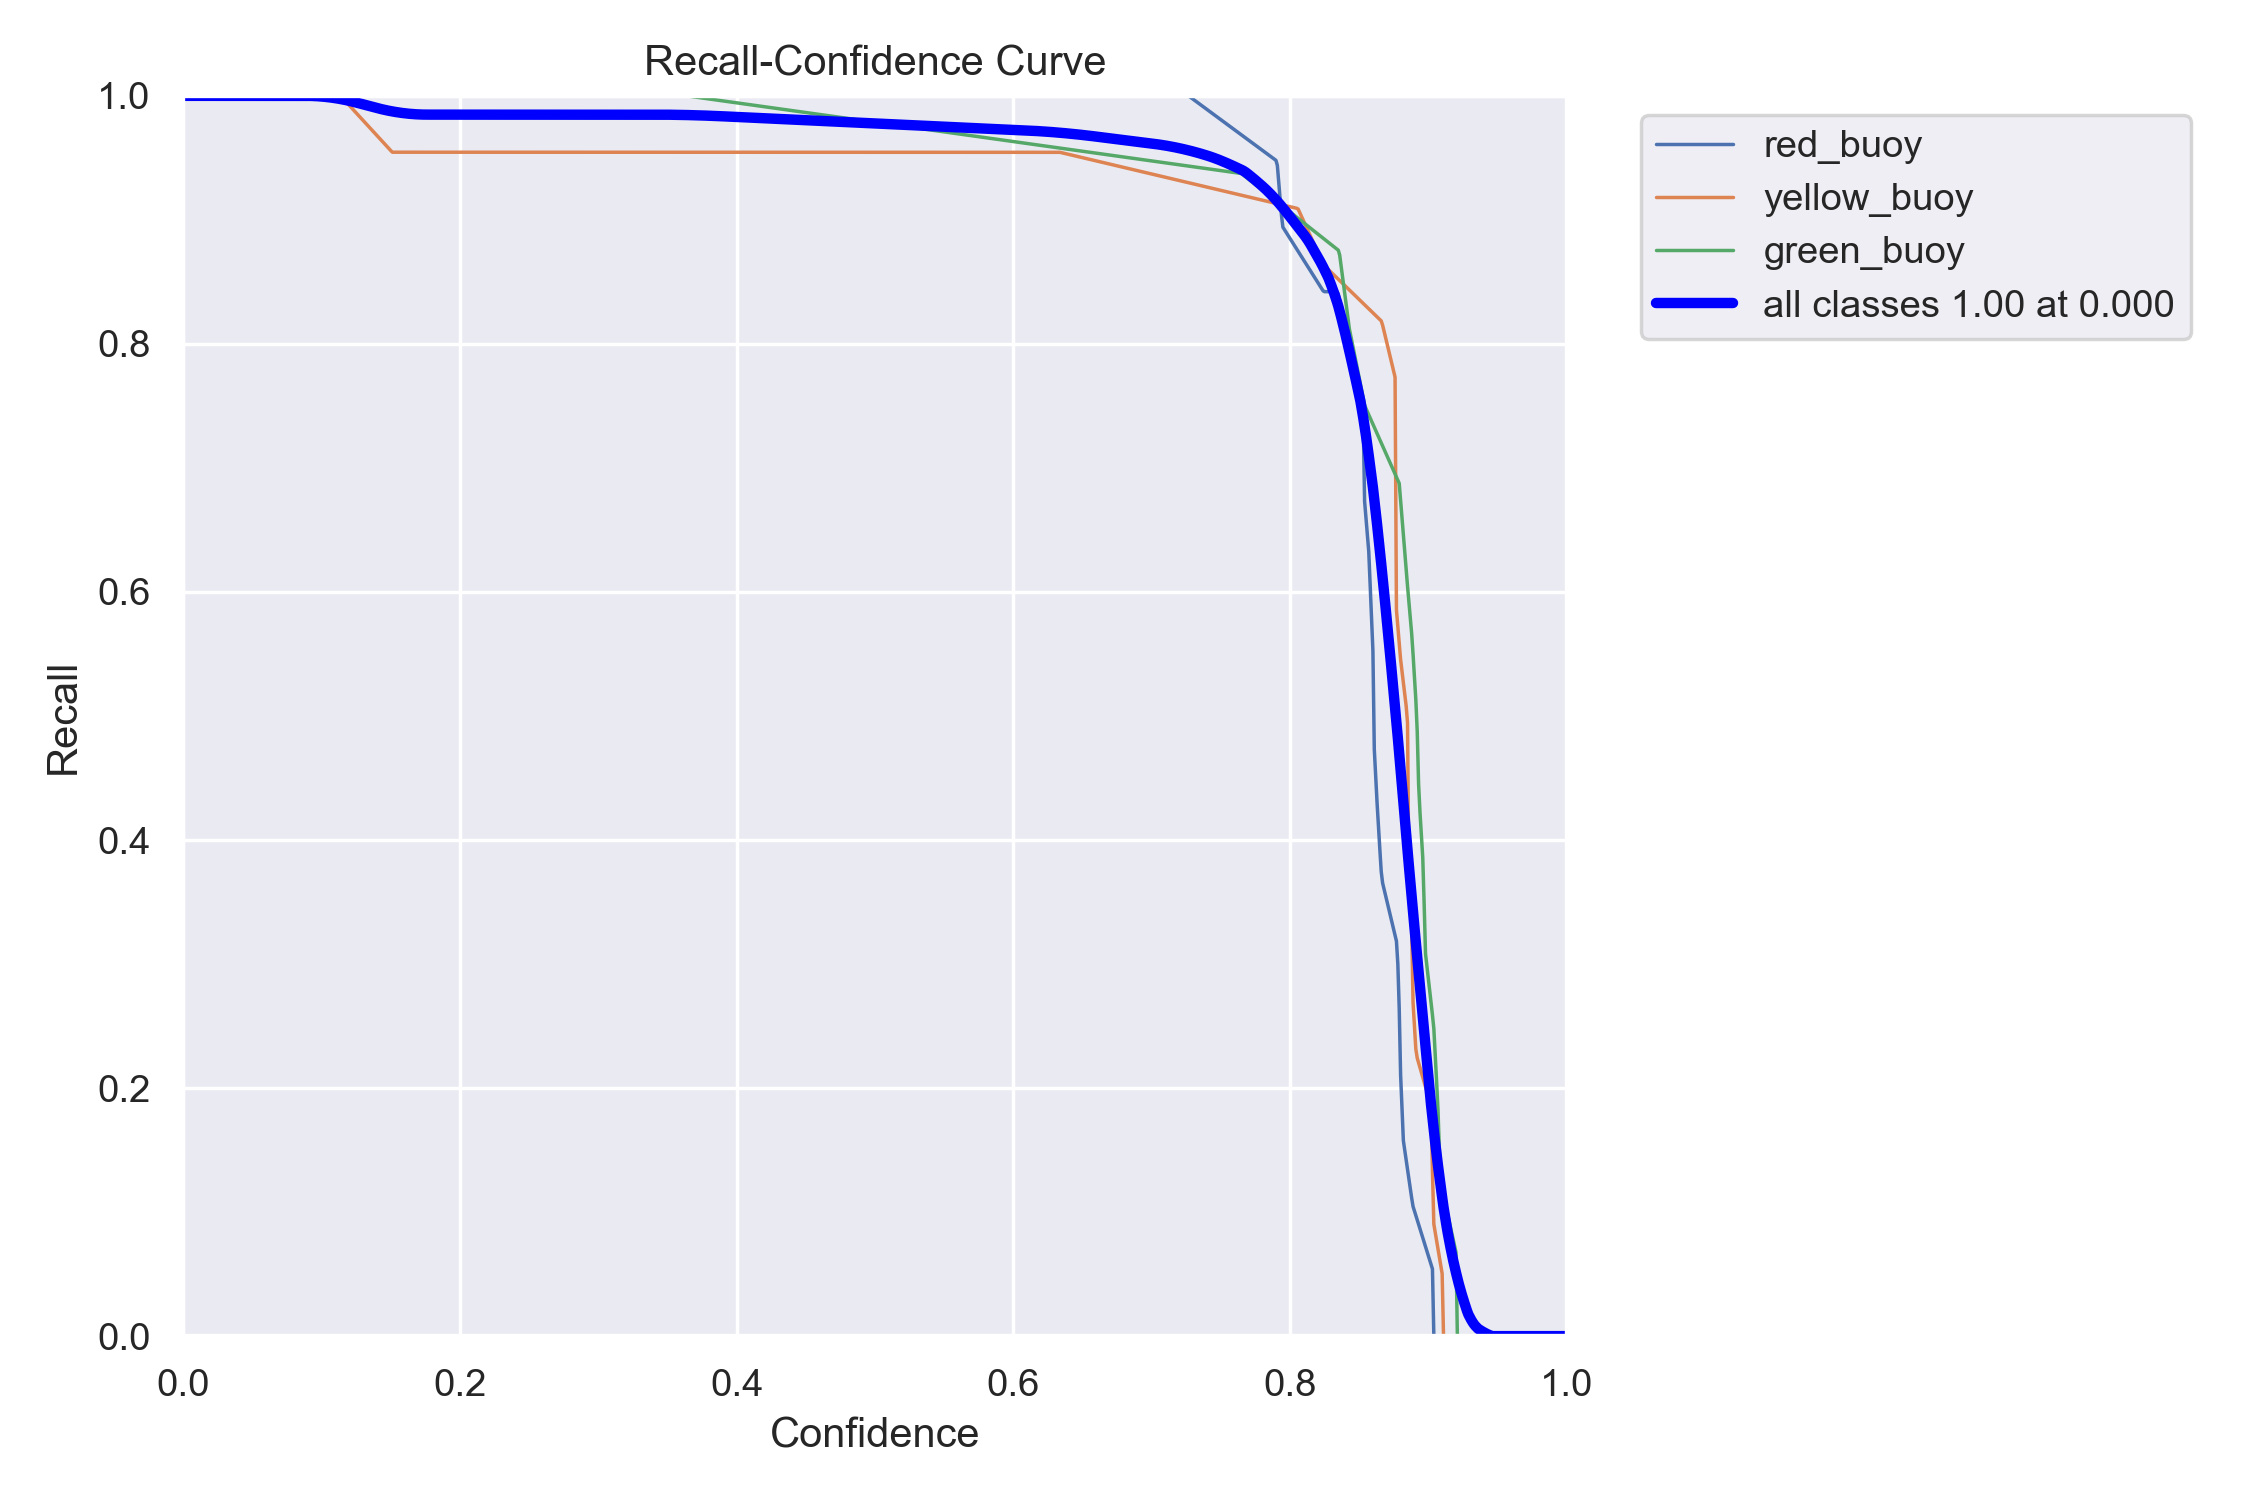 Recall-Confidence Curve
1.0
0.8
0.6
0.4
0.2
0.0
Recall
0.0 0.2 0.4 0.6 0.8 1.0
Confidence
red_buoy
yellow_buoy
green_buoy
all classes 1.00 at 0.000